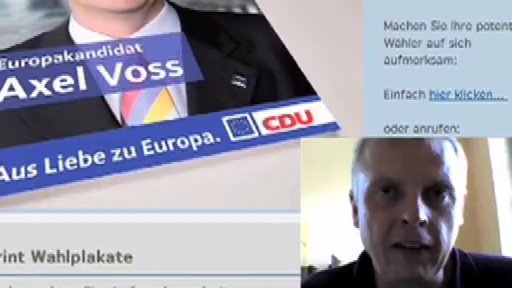 Europakandidat
Axel Voss
Aus Liebe zu Europa.
CDU
Machen Sie Ihre potent
Wähler auf sich
aufmerksam:
Einfach hier klicken...
oder anrufen:
rint Wahlplakate